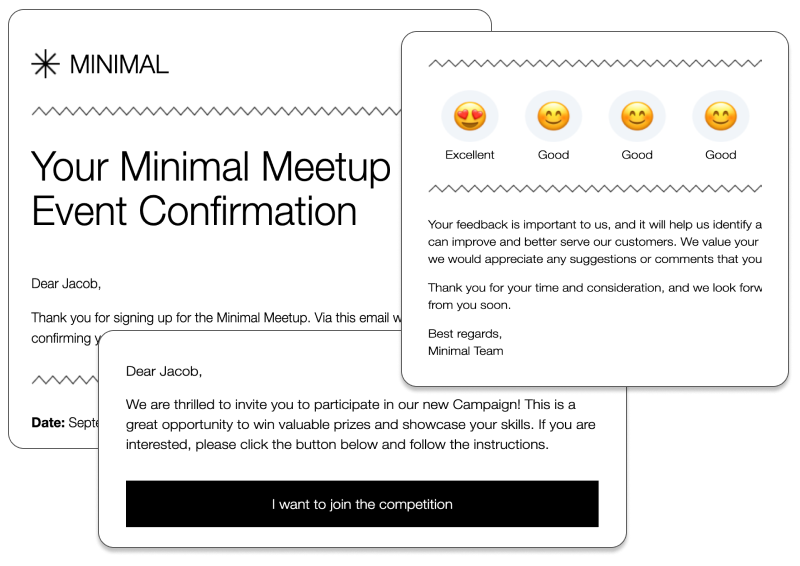 MINIMAL
Your Minimal Meetup
Event Confirmation
Dear Jacob,
Thank you for signing up for the Minimal Meetup. Via this email
confirming
Date:
Excellent
Good
Good
Good
Your feedback is important to us, and it will help us identify a
can improve and better serve our customers. We value your
we would appreciate any suggestions or comments that you
Thank you for your time and consideration, and we look
from you soon.
Best regards,
Minimal Team
Dear Jacob,
We are thrilled to invite you to participate in our new Campaign! This is a
great opportunity to win valuable prizes and showcase your skills. If you are
interested, please click the button below and follow the instructions.
I want to join the competition